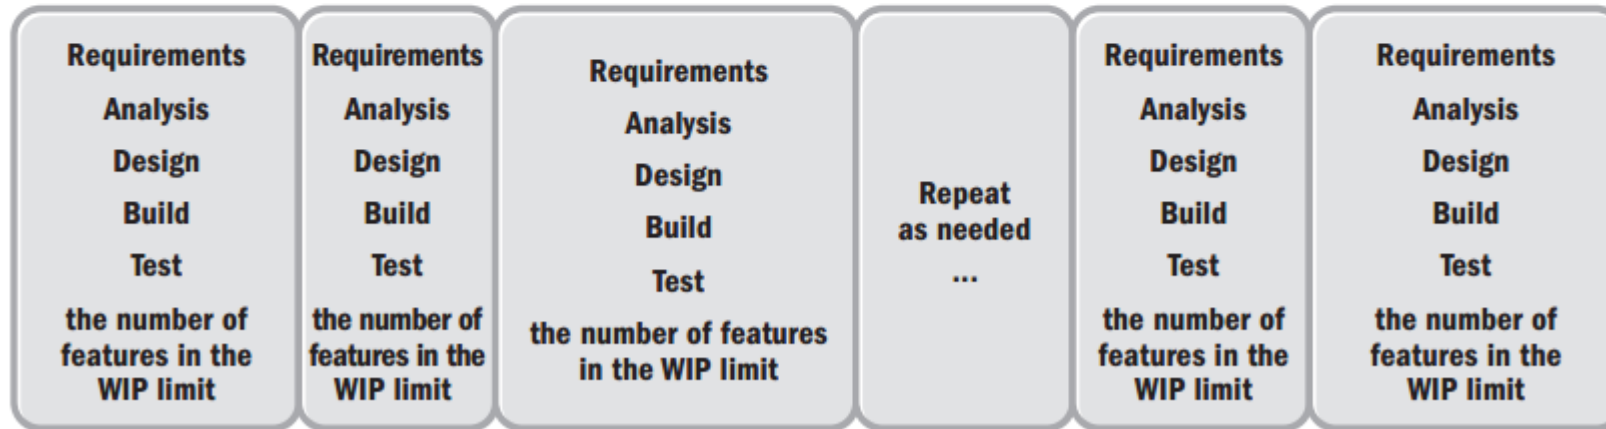 Requirements
Analysis
Design
Build
Test
the number of
features in the
WIP limit
Requirements
Analysis
Design
Build
Test
the number of
features in the
WIP limit
Requirements
Analysis
Design
Build
Test
the number of features
in the WIP limit
Repeat
as needed
...
Requirements
Analysis
Design
Build
Test
the number of
features in the
WIP limit
Requirements
Analysis
Design
Build
Test
the number of
features in the
WIP limit